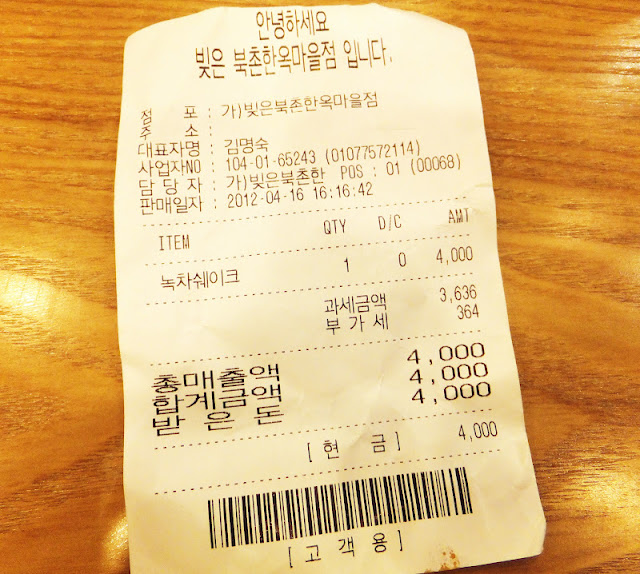 안녕하세요
빚은 북촌한옥마을점 입니다.
점 포 : 가)빚은북촌한옥마을점
주 소 :
대표자명 : 김명숙
사업자NO : 104-01-65243 (01077572114)
담 당 자 : 가)빚은북촌한 POS : 01 (00068)
판매일자 : 2012-04-16 16:16:42
ITEM QTY D/C AMT
녹차쉐이크 1 0 4,000
과세금액 3,636
부 가 세 364
총매출액 4,000
합계금액 4,000
받 은 돈 4,000
[ 현 금 ] 4,000
[ 고 객 용 ]